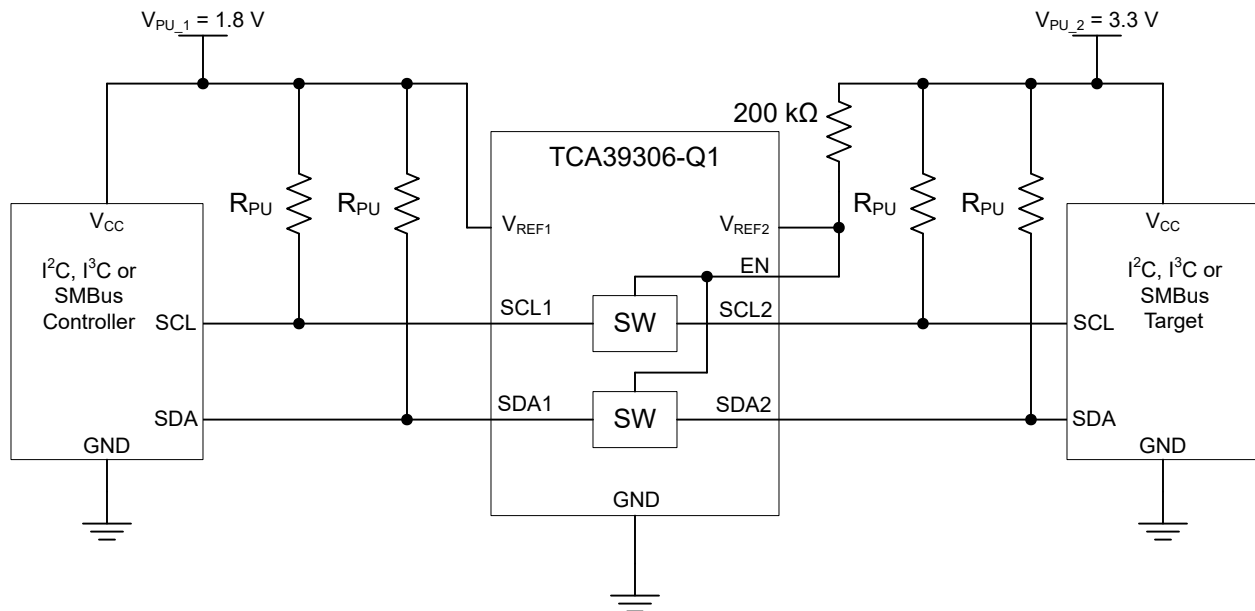 V_PU_1 = 1.8 V
V_PU_2 = 3.3 V
200 kΩ
TCA39306-Q1
R_PU
R_PU
R_PU
R_PU
V_CC
V_REF1
V_REF2
V_CC
EN
I²C, I³C or
SMBus
Controller
I²C, I³C or
SMBus
Target
SCL
SCL1
SW
SCL2
SCL
SDA
SDA1
SW
SDA2
SDA
GND
GND
GND